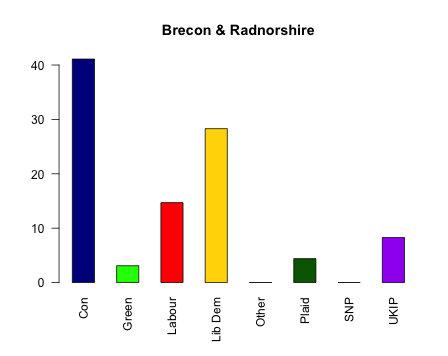 Brecon & Radnorshire
40
30
20
10
0
Con
Green
Labour
Lib Dem
Other
Plaid
SNP
UKIP